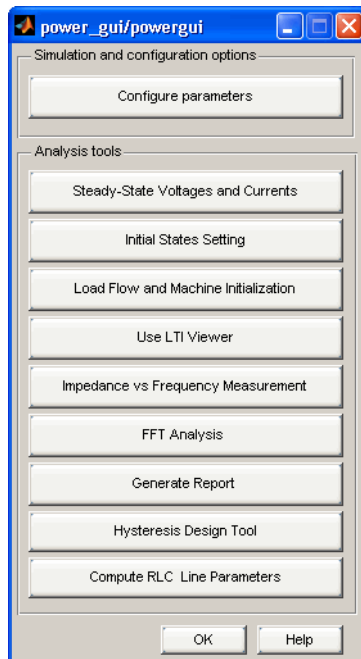 power_gui/powergui
Simulation and configuration options
Configure parameters
Analysis tools
Steady-State Voltages and Currents
Initial States Setting
Load Flow and Machine Initialization
Use LTI Viewer
Impedance vs Frequency Measurement
FFT Analysis
Generate Report
Hysteresis Design Tool
Compute RLC Line Parameters
OK
Help